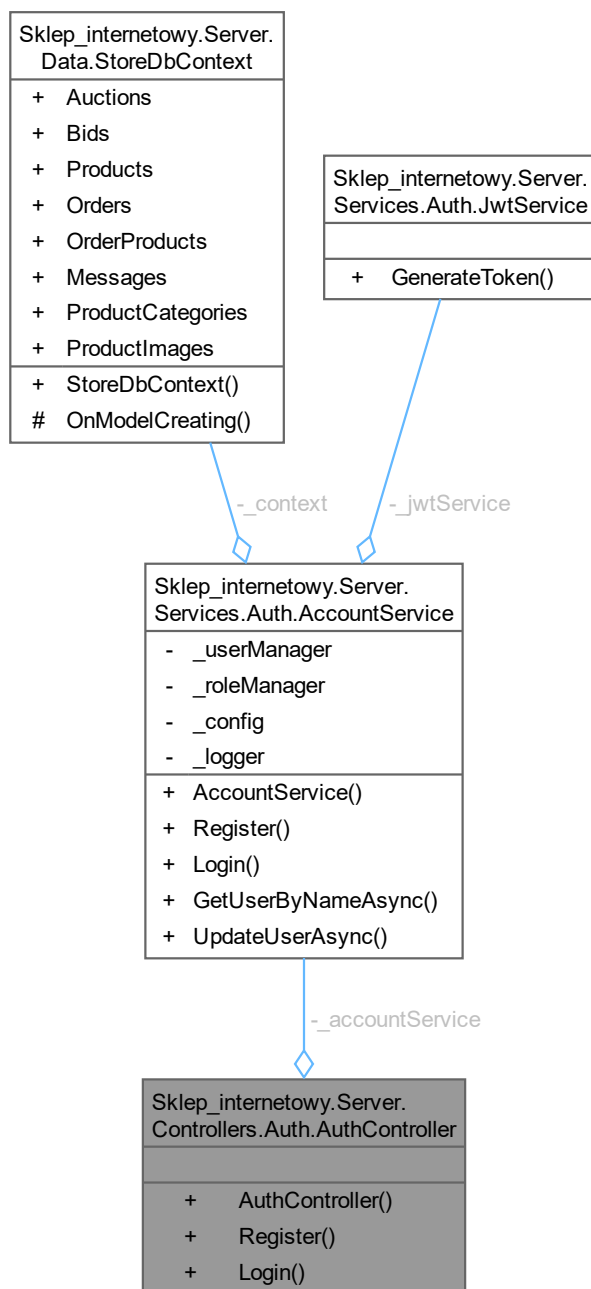 Sklep_internetowy.Server.
Data.StoreDbContext
+ Auctions
+ Bids
+ Products
+ Orders
+ OrderProducts
+ Messages
+ ProductCategories
+ ProductImages
+ StoreDbContext()
# OnModelCreating()
Sklep_internetowy.Server.
Services.Auth.JwtService
+ GenerateToken()
-_context
-_jwtService
Sklep_internetowy.Server.
Services.Auth.AccountService
- _userManager
- _roleManager
- _config
- _logger
+ AccountService()
+ Register()
+ Login()
+ GetUserByNameAsync()
+ UpdateUserAsync()
-_accountService
Sklep_internetowy.Server.
Controllers.Auth.AuthController
+ AuthController()
+ Register()
+ Login()